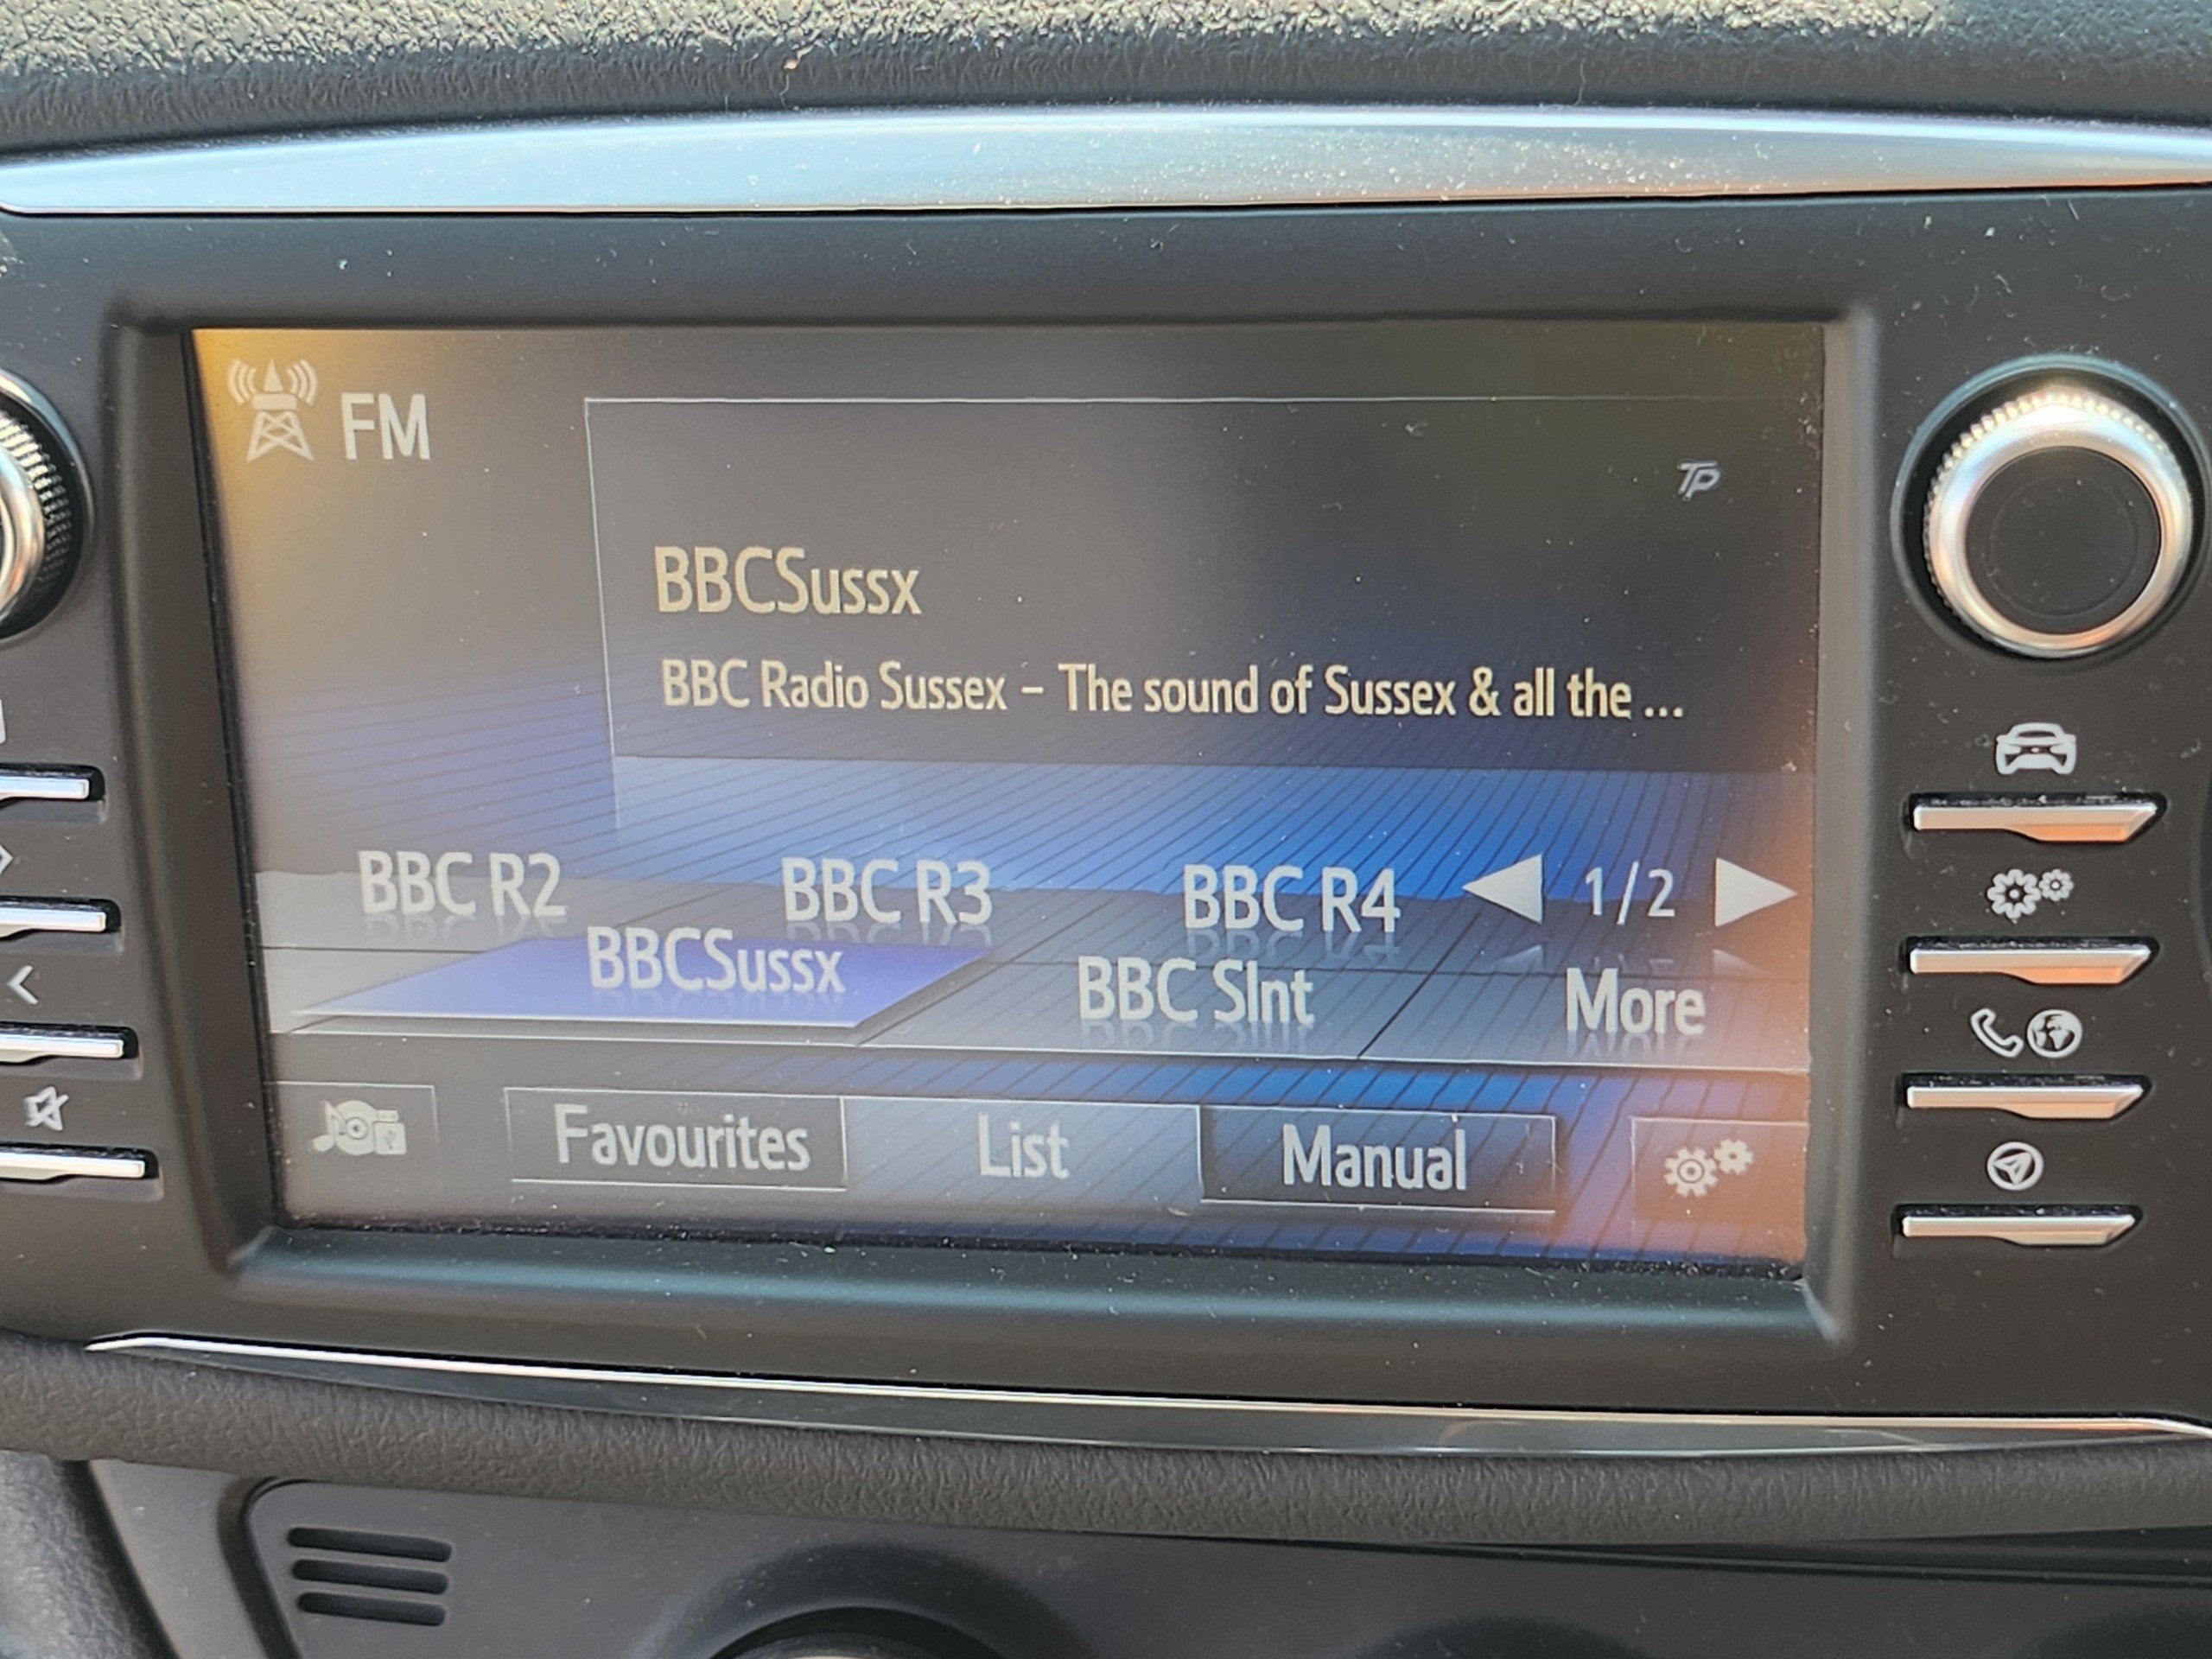 FM
TP
BBCSussx
BBC Radio Sussex – The sound of Sussex & all the ...
BBC R2 BBC R3 BBC R4 1/2
BBCSussx BBC Slnt More
Favourites List Manual